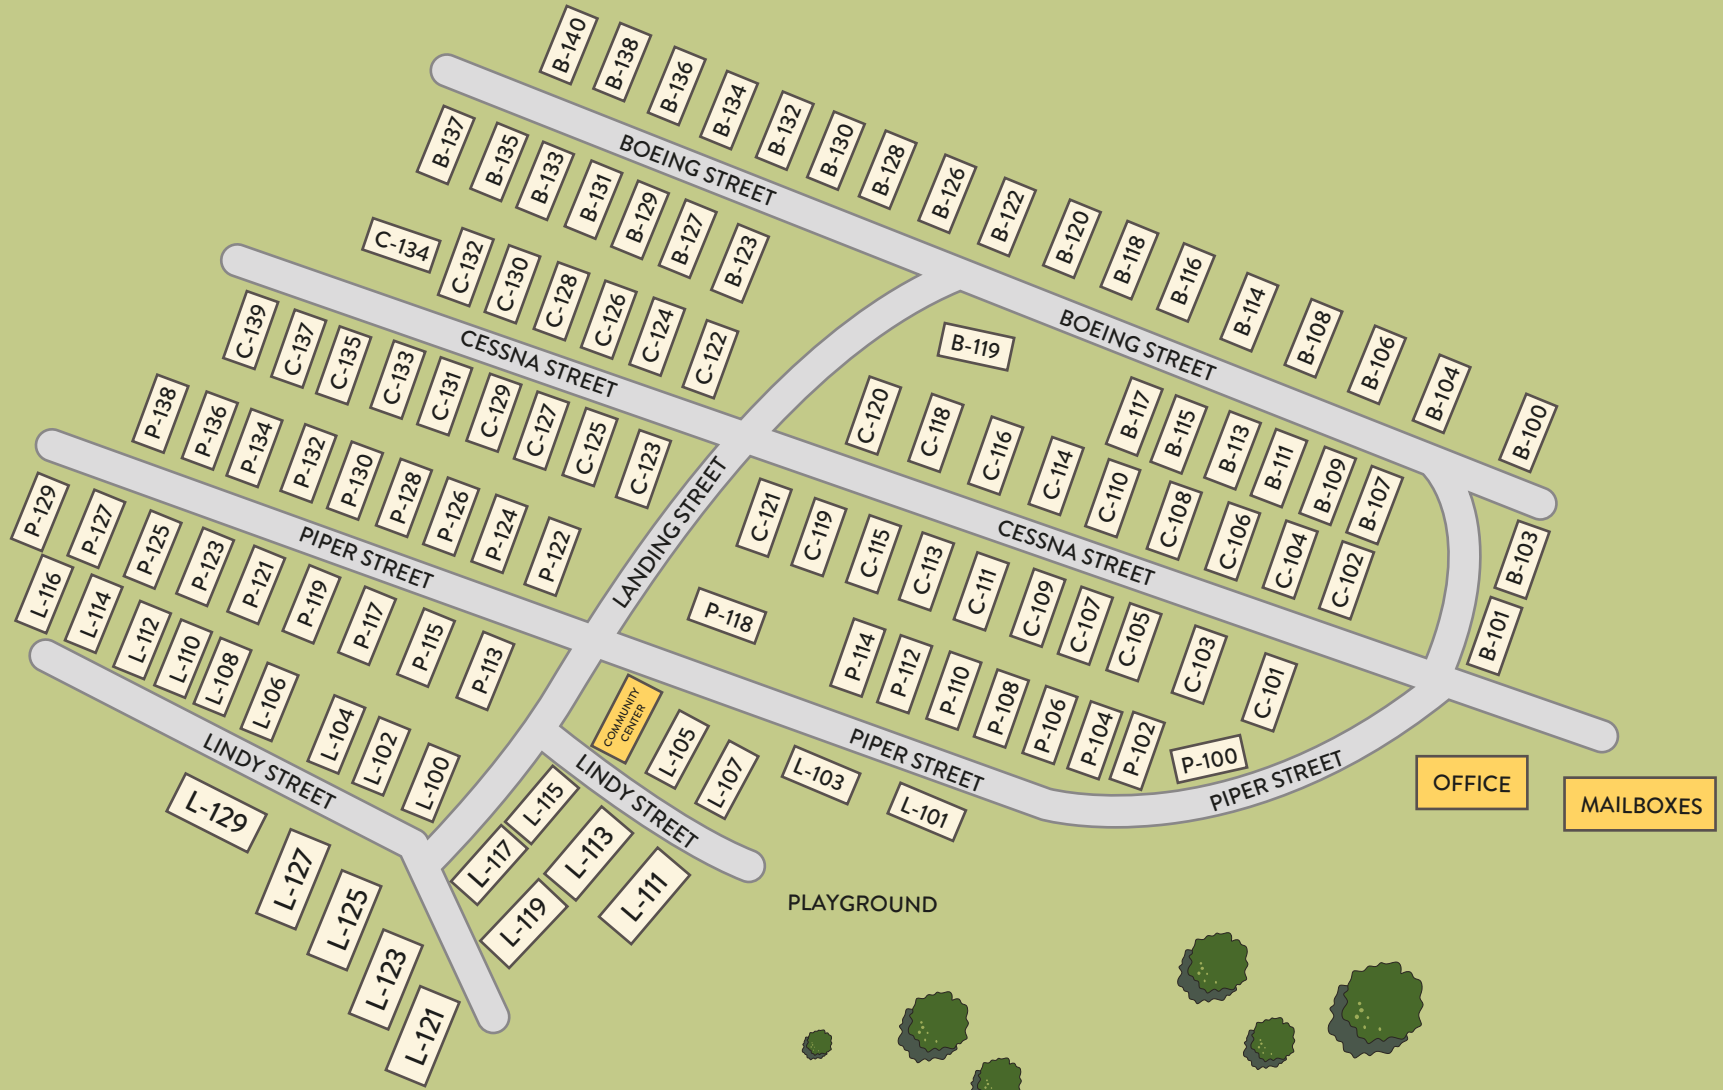 B-140
B-138
B-136
B-134
B-132
B-130
B-128
B-126
B-122
B-120
B-118
B-116
B-114
B-108
B-106
B-104
B-100
BOEING STREET
BOEING STREET
B-137
B-135
B-133
B-131
B-129
B-127
B-123
B-119
B-117
B-115
B-113
B-111
B-109
B-107
B-103
B-101
C-134
C-132
C-130
C-128
C-126
C-124
C-122
C-120
C-118
C-116
C-114
C-110
C-108
C-106
C-104
C-102
CESSNA STREET
CESSNA STREET
C-139
C-137
C-135
C-133
C-131
C-129
C-127
C-125
C-123
C-121
C-119
C-115
C-113
C-111
C-109
C-107
C-105
C-103
C-101
LANDING STREET
P-138
P-136
P-134
P-132
P-130
P-128
P-126
P-124
P-122
P-118
P-114
P-112
P-110
P-108
P-106
P-104
P-102
P-100
PIPER STREET
PIPER STREET
PIPER STREET
P-129
P-127
P-125
P-123
P-121
P-119
P-117
P-115
P-113
COMMUNITY
CENTER
L-105
L-107
L-103
L-101
OFFICE
MAILBOXES
L-116
L-114
L-112
L-110
L-108
L-106
L-104
L-102
L-100
LINDY STREET
LINDY STREET
L-115
L-117
L-113
L-119
L-111
L-129
L-127
L-125
L-123
L-121
PLAYGROUND